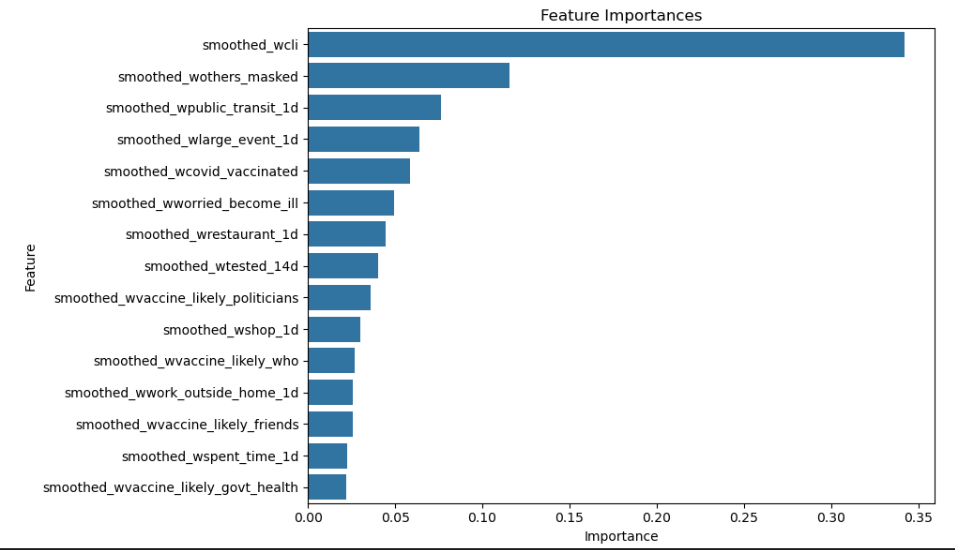 Feature Importances
smoothed_wcli
smoothed_wothers_masked
smoothed_wpublic_transit_1d
smoothed_wlarge_event_1d
smoothed_wcovid_vaccinated
smoothed_wworried_become_ill
smoothed_wrestaurant_1d
smoothed_wtested_14d
smoothed_wvaccine_likely_politicians
smoothed_wshop_1d
smoothed_wvaccine_likely_who
smoothed_wwork_outside_home_1d
smoothed_wvaccine_likely_friends
smoothed_wspent_time_1d
smoothed_wvaccine_likely_govt_health
Feature
0.00 0.05 0.10 0.15 0.20 0.25 0.30 0.35
Importance